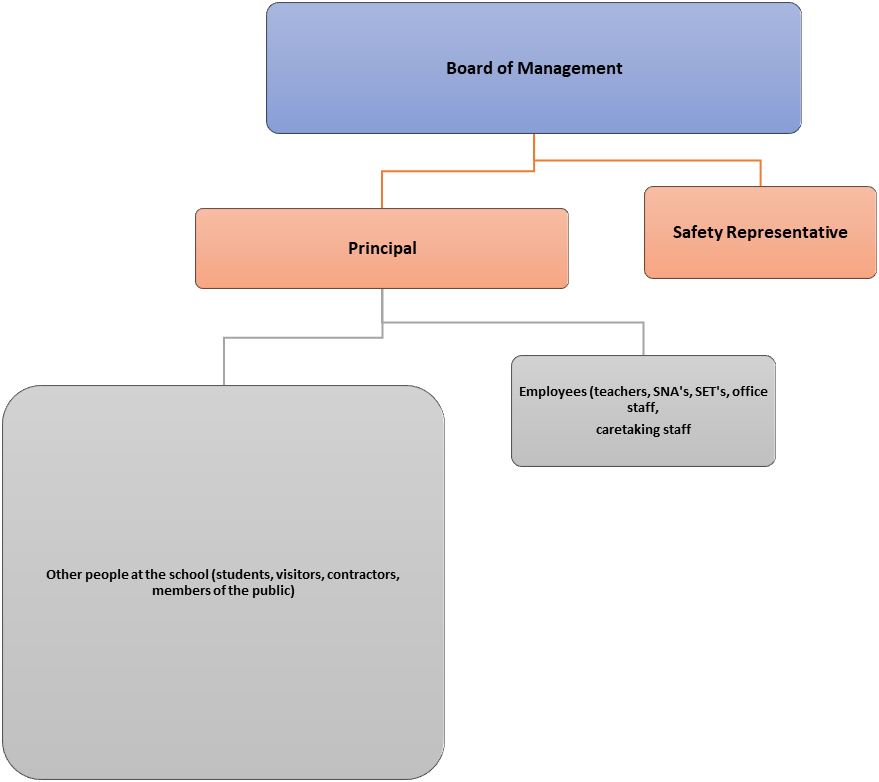 Board of Management
Principal
Safety Representative
Employees (teachers, SNA's, SET's, office
staff,
caretaking staff
Other people at the school (students, visitors, contractors,
members of the public)